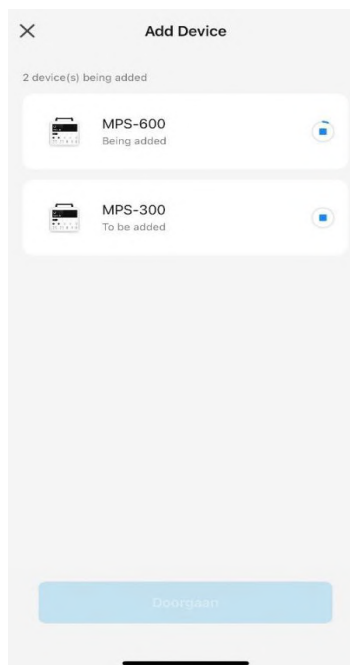 Add Device
2 device(s) being added
MPS-600
Being added
MPS-300
To be added
Doorgaan